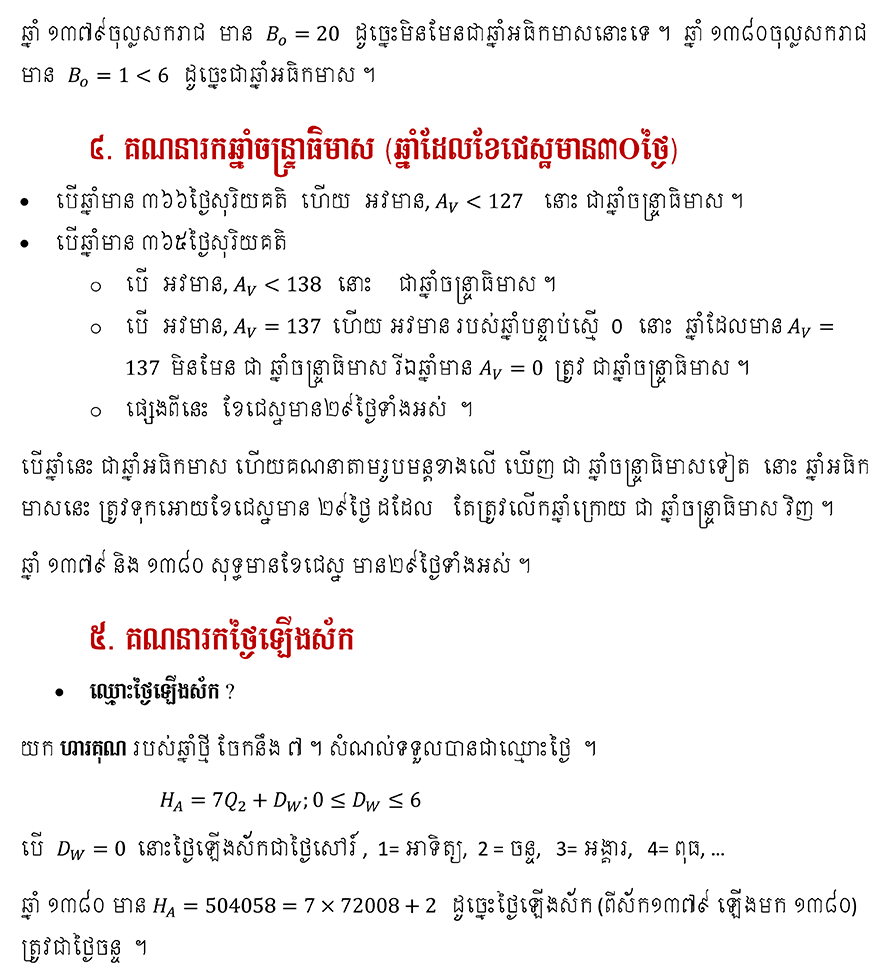 ឆ្នាំ ១៣៧៩ចុល្លសករាជ មាន B₀ = 20 ដូច្នេះមិនមែនជាឆ្នាំអធិកមាសនោះទេ ។ ឆ្នាំ ១៣៨០ចុល្លសករាជ
មាន B₀ = 1 < 6 ដូច្នេះជាឆ្នាំអធិកមាស ។
៤. គណនារកឆ្នាំចន្ទ្រាធិមាស (ឆ្នាំដែលខែជេស្ឋមាន៣០ថ្ងៃ)
• បើឆ្នាំមាន ៣៦៦ថ្ងៃសុរិយគតិ ហើយ អវមាន, A_V < 127 នោះ ជាឆ្នាំចន្ទ្រាធិមាស ។
• បើឆ្នាំមាន ៣៦៥ថ្ងៃសុរិយគតិ
o បើ អវមាន, A_V < 138 នោះ ជាឆ្នាំចន្ទ្រាធិមាស ។
o បើ អវមាន, A_V = 137 ហើយ អវមាន របស់ឆ្នាំបន្ទាប់ស្មើ 0 នោះ ឆ្នាំដែលមាន A_V =
137 មិនមែន ជា ឆ្នាំចន្ទ្រាធិមាស រីឯឆ្នាំមាន A_V = 0 ត្រូវ ជាឆ្នាំចន្ទ្រាធិមាស ។
o ផ្សេងពីនេះ ខែជេស្ឋមាន២៩ថ្ងៃទាំងអស់ ។
បើឆ្នាំនេះ ជាឆ្នាំអធិកមាស ហើយគណនាតាមរូបមន្តខាងលើ ឃើញ ជា ឆ្នាំចន្ទ្រាធិមាសទៀត នោះ ឆ្នាំអធិក
មាសនេះ ត្រូវទុកអោយខែជេស្ឋមាន ២៩ថ្ងៃ ដដែល តែត្រូវលើកឆ្នាំក្រោយ ជា ឆ្នាំចន្ទ្រាធិមាស វិញ ។
ឆ្នាំ ១៣៧៩ និង ១៣៨០ សុទ្ធមានខែជេស្ឋ មាន២៩ថ្ងៃទាំងអស់ ។
៥. គណនារកថ្ងៃឡើងស័ក
• ឈ្មោះថ្ងៃឡើងស័ក ?
យក ហារគុណ របស់ឆ្នាំថ្មី ចែកនឹង ៧ ។ សំណល់ទទួលបានជាឈ្មោះថ្ងៃ ។
H_A = 7Q₂ + D_W; 0 ≤ D_W ≤ 6
បើ D_W = 0 នោះថ្ងៃឡើងស័កជាថ្ងៃសៅរ៍ , 1= អាទិត្យ, 2 = ចន្ទ, 3= អង្គារ, 4= ពុធ, ...
ឆ្នាំ ១៣៨០ មាន H_A = 504058 = 7 × 72008 + 2 ដូច្នេះថ្ងៃឡើងស័ក (ពីស័ក១៣៧៩ ឡើងមក ១៣៨០)
ត្រូវជាថ្ងៃចន្ទ ។